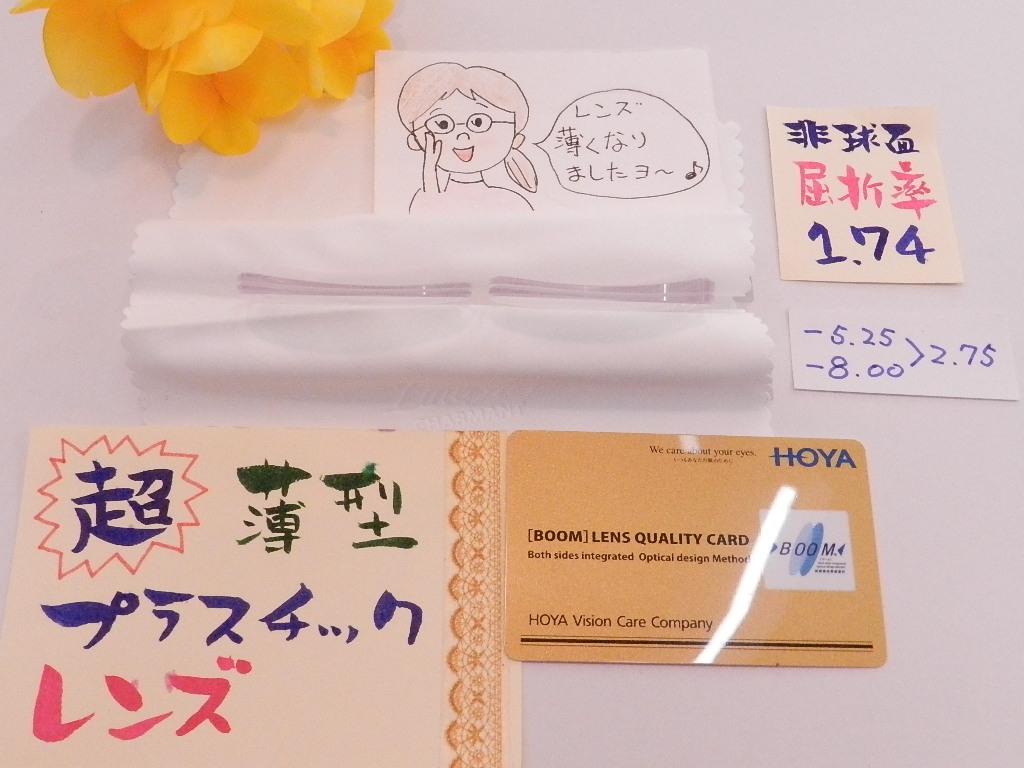 レンズ
薄くなり
ましたヨ〜♪
非球面
屈折率
1.74
-5.25
-8.00 > 2.75
CHARMANT
超 薄型
プラスチック
レンズ
We care about your eyes.
HOYA
[BOOM] LENS QUALITY CARD
Both sides integrated Optical design Method
BOOM
HOYA Vision Care Company